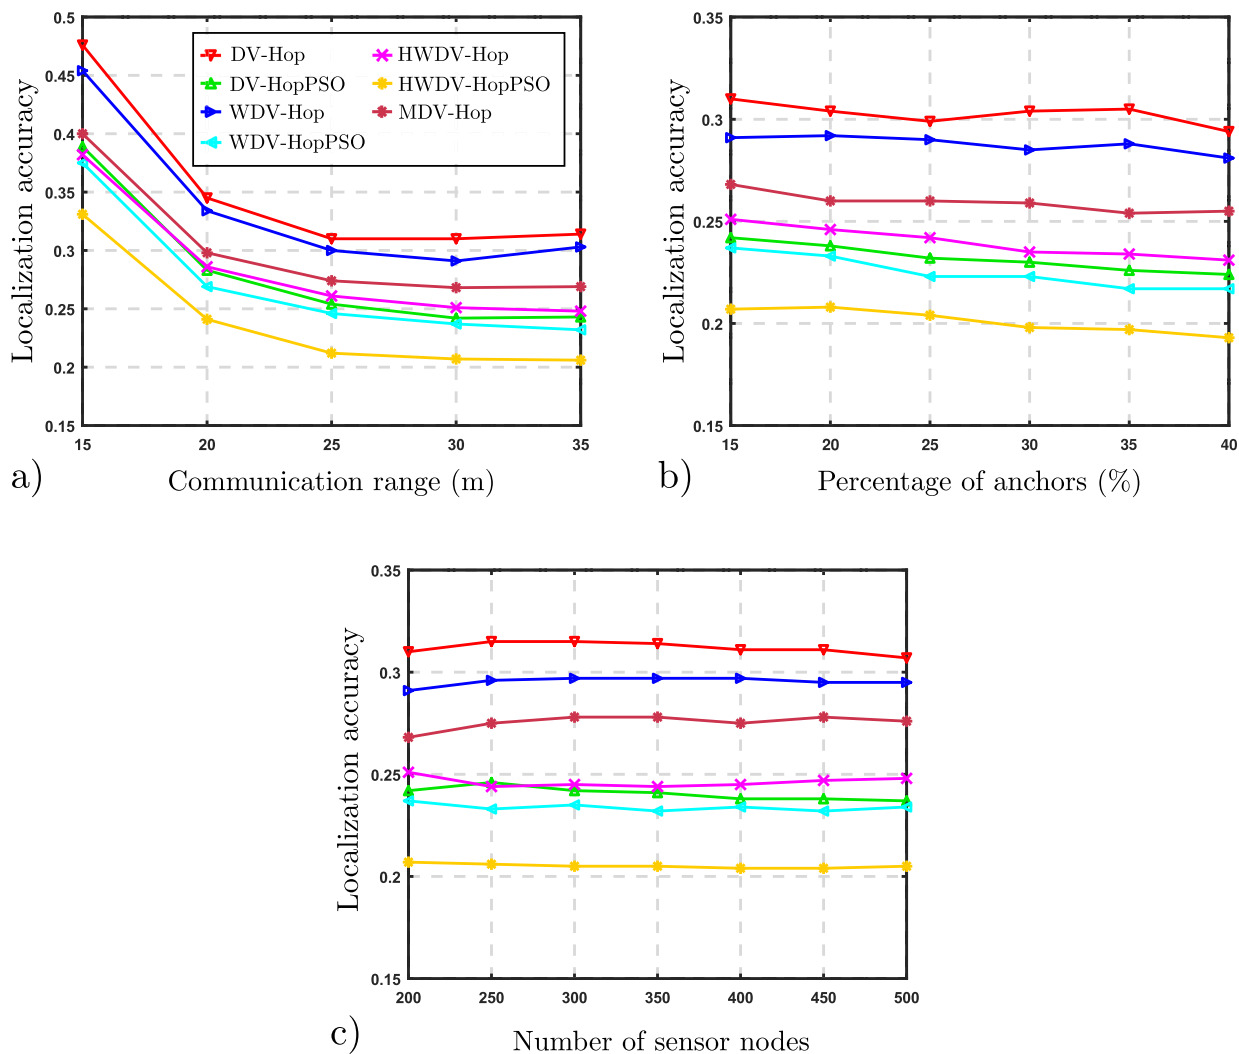 0.5
0.45
0.4
0.35
0.3
0.25
0.2
0.15
Localization accuracy
DV-Hop
DV-HopPSO
WDV-Hop
WDV-HopPSO
HWDV-Hop
HWDV-HopPSO
MDV-Hop
15 20 25 30 35
Communication range (m)
a)
0.35
0.3
0.25
0.2
0.15
Localization accuracy
15 20 25 30 35 40
Percentage of anchors (%)
b)
0.35
0.3
0.25
0.2
0.15
Localization accuracy
200 250 300 350 400 450 500
Number of sensor nodes
c)